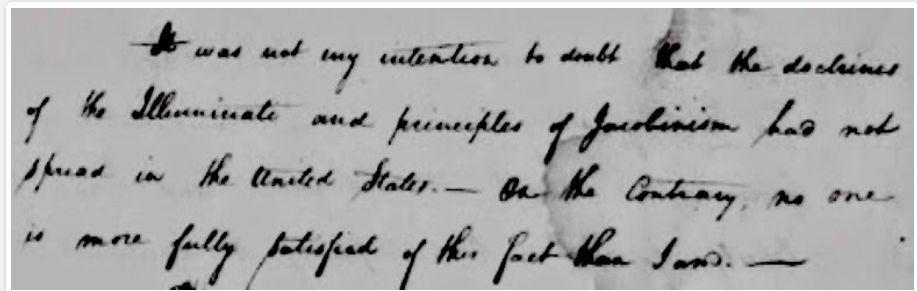 It was not my intention to doubt that the doctrines
of the Illuminate and principles of Jacobinism had not
spread in the United States.— On the Contrary, no one
is more fully satisfied of this fact than I am.—